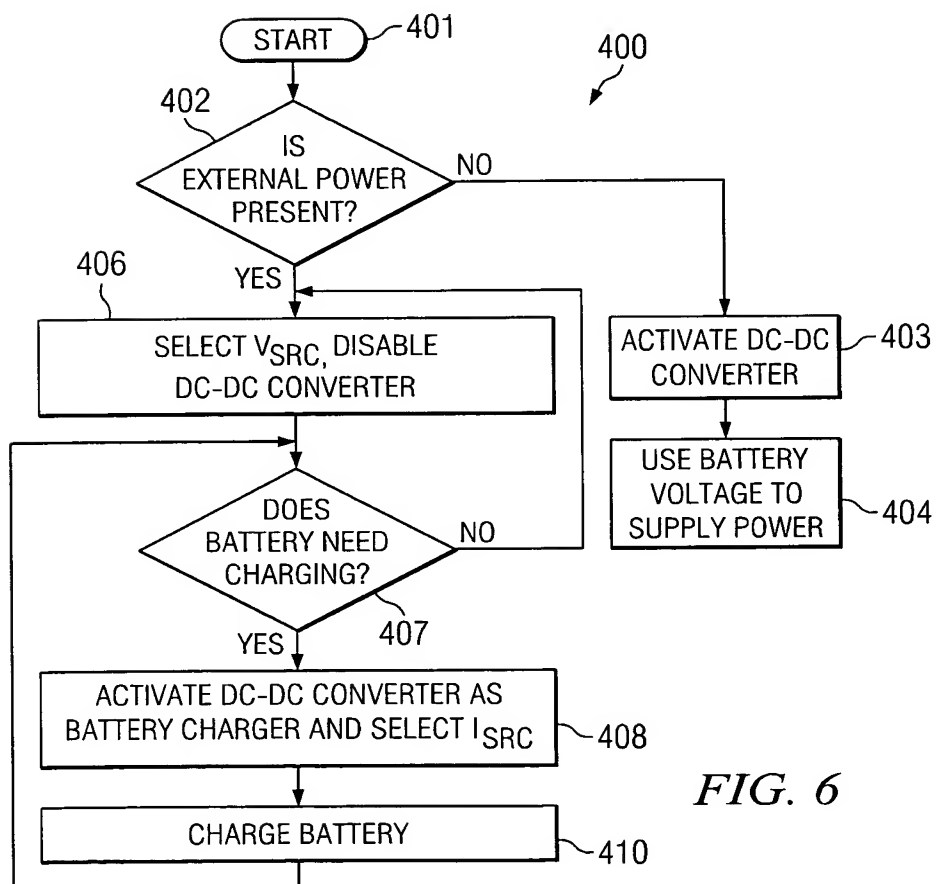 START
401
400
402
IS
EXTERNAL POWER
PRESENT?
NO
YES
406
SELECT VSRC, DISABLE
DC-DC CONVERTER
ACTIVATE DC-DC
CONVERTER
403
USE BATTERY
VOLTAGE TO
SUPPLY POWER
404
DOES
BATTERY NEED
CHARGING?
NO
407
YES
ACTIVATE DC-DC CONVERTER AS
BATTERY CHARGER AND SELECT ISRC
408
CHARGE BATTERY
410
FIG. 6